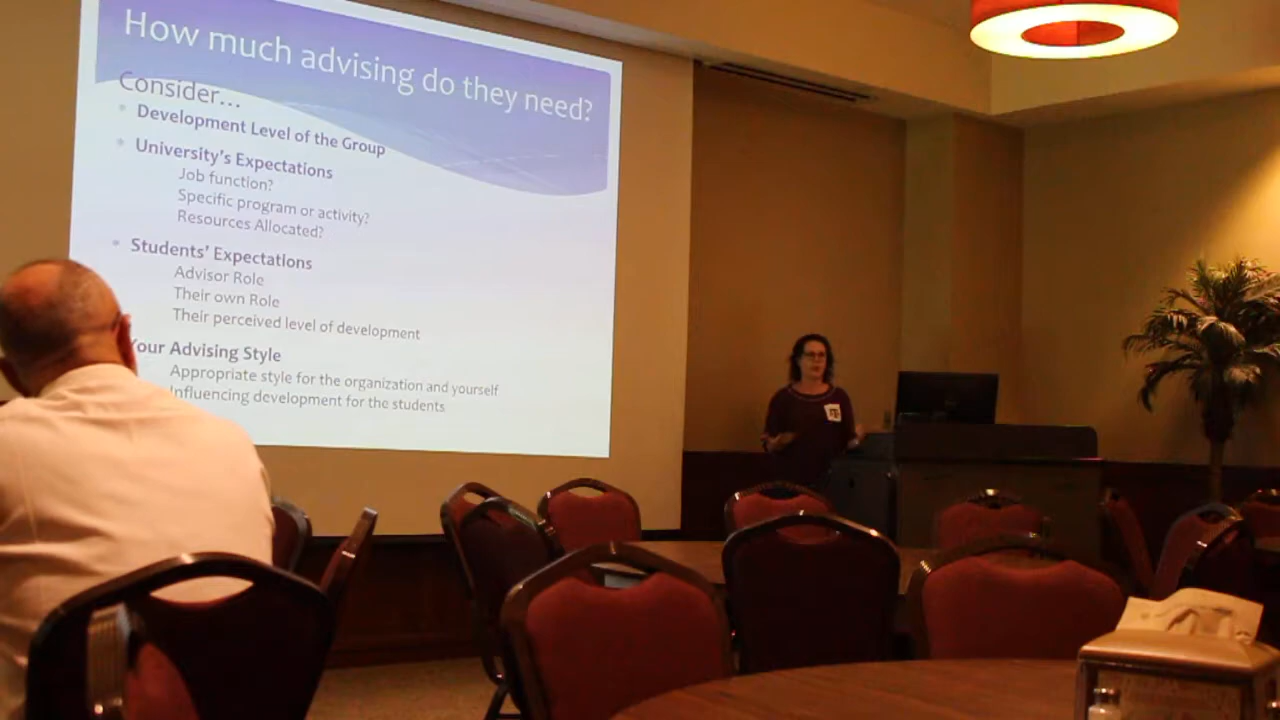 How much advising do they need?
Consider...
Development Level of the Group
University's Expectations
Job function?
Specific program or activity?
Resources Allocated?
Students' Expectations
Advisor Role
Their own Role
Their perceived level of development
Your Advising Style
Appropriate style for the organization and yourself
Influencing development for the students